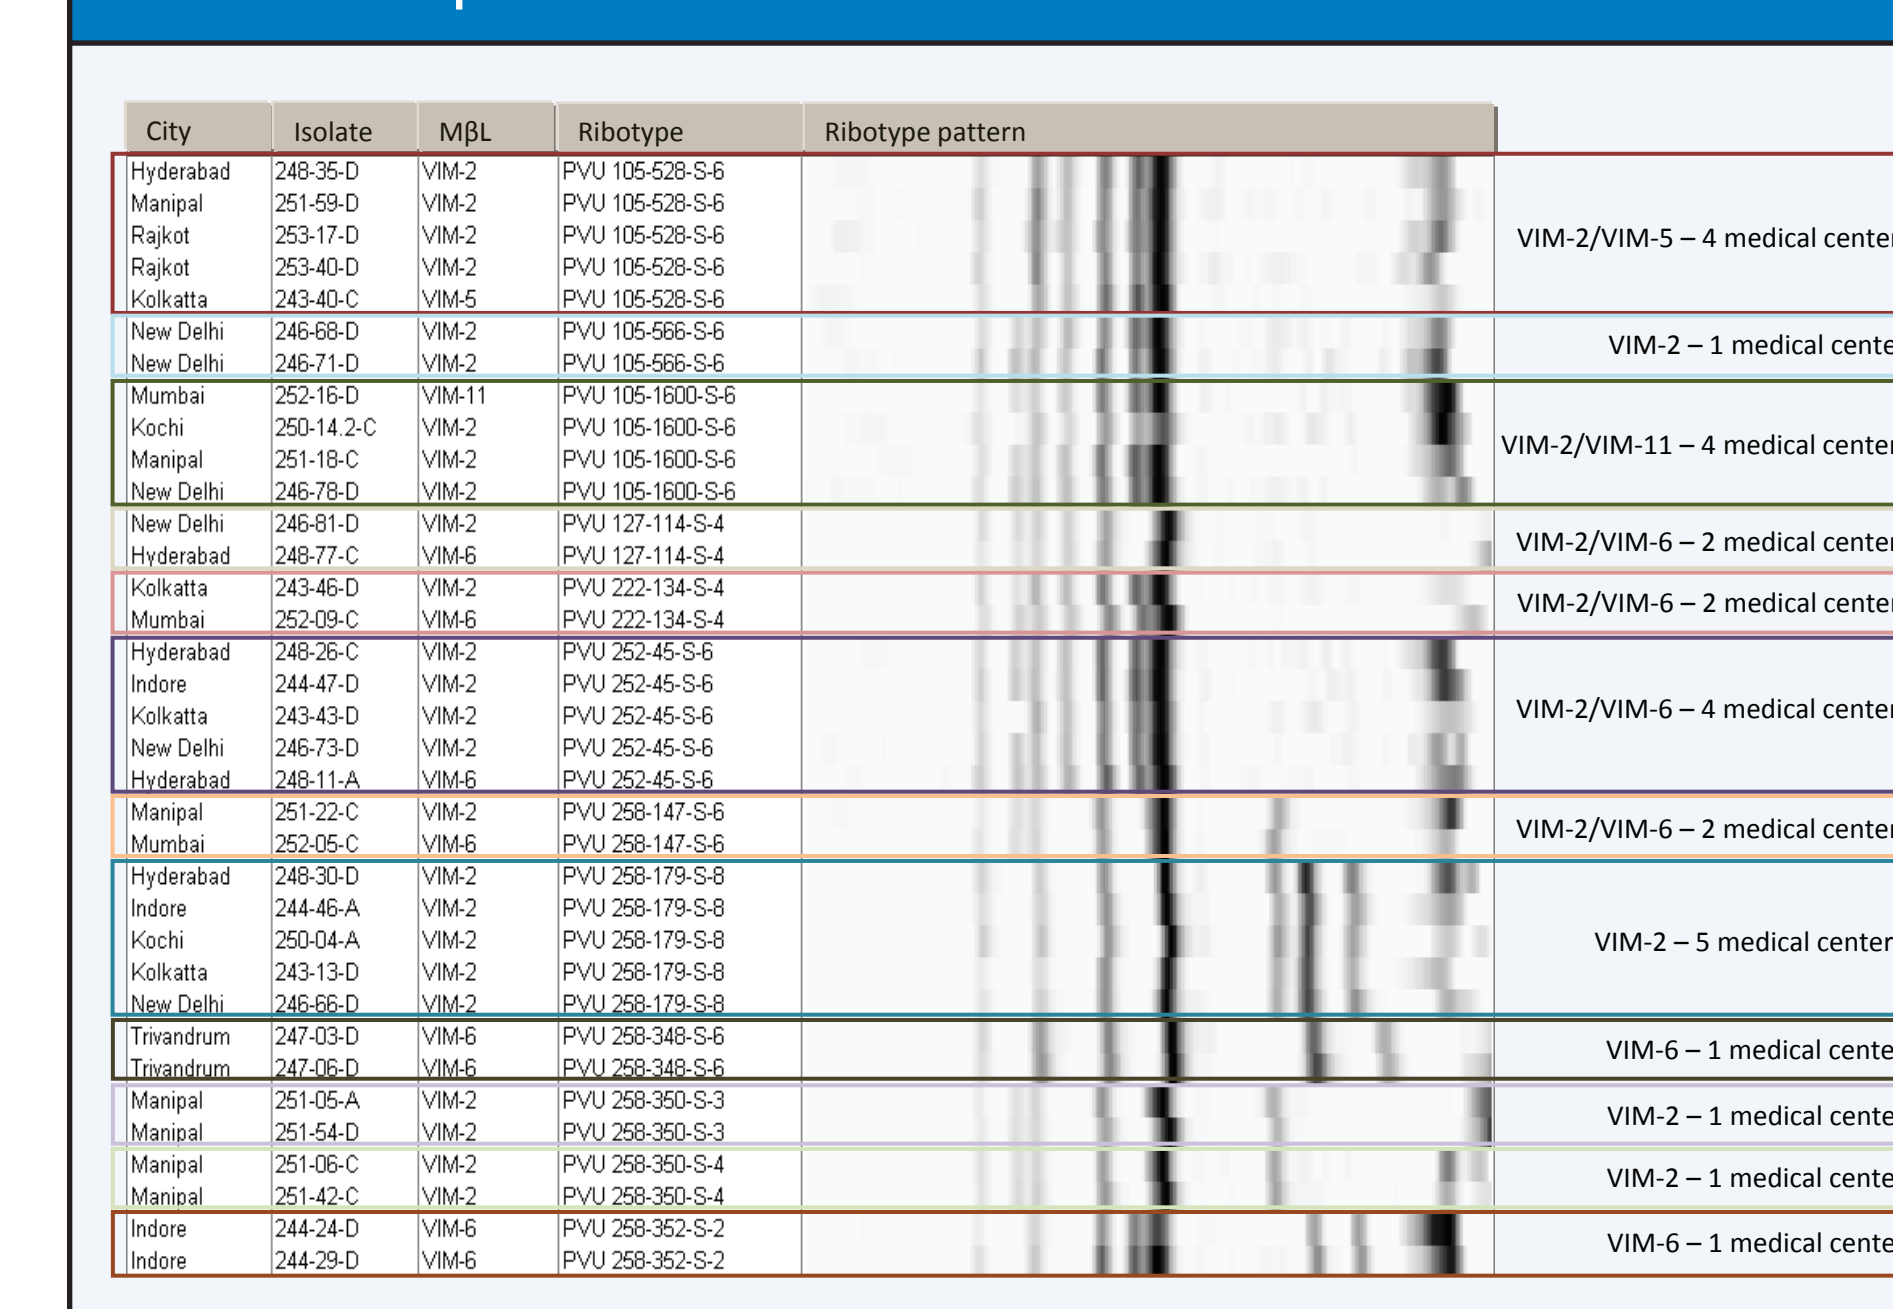 City Isolate MβL Ribotype Ribotype pattern
Hyderabad 248-35-D VIM-2 PVU 105-528-S-6
Manipal 251-59-D VIM-2 PVU 105-528-S-6
Rajkot 253-17-D VIM-2 PVU 105-528-S-6
VIM-2/VIM-5 – 4 medical center
Rajkot 253-40-D VIM-2 PVU 105-528-S-6
Kolkatta 243-40-C VIM-5 PVU 105-528-S-6
New Delhi 246-68-D VIM-2 PVU 105-566-S-6
VIM-2 – 1 medical cente
New Delhi 246-71-D VIM-2 PVU 105-566-S-6
Mumbai 252-16-D VIM-11 PVU 105-1600-S-6
Kochi 250-14.2-C VIM-2 PVU 105-1600-S-6
VIM-2/VIM-11 – 4 medical center
Manipal 251-18-C VIM-2 PVU 105-1600-S-6
New Delhi 246-78-D VIM-2 PVU 105-1600-S-6
New Delhi 246-81-D VIM-2 PVU 127-114-S-4
VIM-2/VIM-6 – 2 medical center
Hyderabad 248-77-C VIM-6 PVU 127-114-S-4
Kolkatta 243-46-D VIM-2 PVU 222-134-S-4
VIM-2/VIM-6 – 2 medical center
Mumbai 252-09-C VIM-6 PVU 222-134-S-4
Hyderabad 248-26-C VIM-2 PVU 252-45-S-6
Indore 244-47-D VIM-2 PVU 252-45-S-6
Kolkatta 243-43-D VIM-2 PVU 252-45-S-6
VIM-2/VIM-6 – 4 medical center
New Delhi 246-73-D VIM-2 PVU 252-45-S-6
Hyderabad 248-11-A VIM-6 PVU 252-45-S-6
Manipal 251-22-C VIM-2 PVU 258-147-S-6
VIM-2/VIM-6 – 2 medical center
Mumbai 252-05-C VIM-6 PVU 258-147-S-6
Hyderabad 248-30-D VIM-2 PVU 258-179-S-8
Indore 244-46-A VIM-2 PVU 258-179-S-8
Kochi 250-04-A VIM-2 PVU 258-179-S-8
VIM-2 – 5 medical center
Kolkatta 243-13-D VIM-2 PVU 258-179-S-8
New Delhi 246-66-D VIM-2 PVU 258-179-S-8
Trivandrum 247-03-D VIM-6 PVU 258-348-S-6
VIM-6 – 1 medical cente
Trivandrum 247-06-D VIM-6 PVU 258-348-S-6
Manipal 251-05-A VIM-2 PVU 258-350-S-3
VIM-2 – 1 medical cente
Manipal 251-54-D VIM-2 PVU 258-350-S-3
Manipal 251-06-C VIM-2 PVU 258-350-S-4
VIM-2 – 1 medical cente
Manipal 251-42-C VIM-2 PVU 258-350-S-4
Indore 244-24-D VIM-6 PVU 258-352-S-2
VIM-6 – 1 medical cente
Indore 244-29-D VIM-6 PVU 258-352-S-2